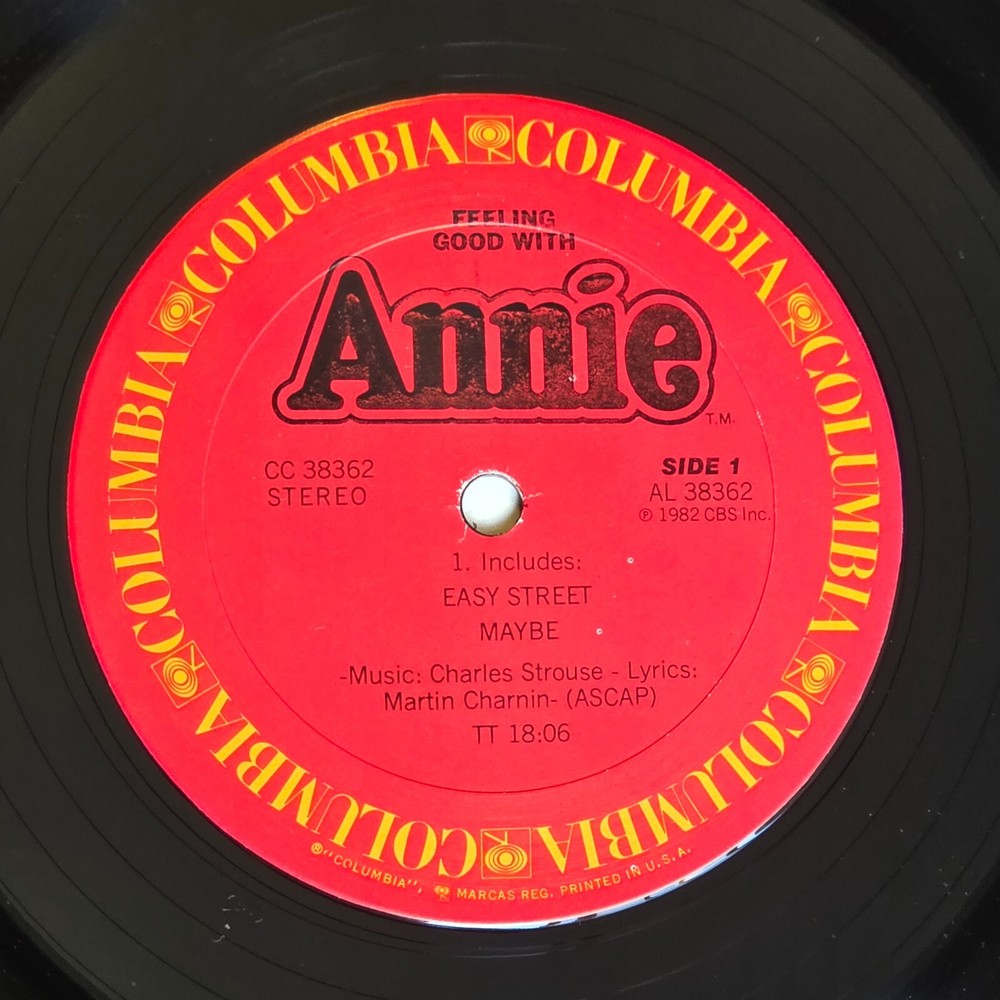 COLUMBIA COLUMBIA COLUMBIA COLUMBIA COLUMBIA COLUMBIA
FEELING
GOOD WITH
Annie
T.M.
CC 38362
STEREO
SIDE 1
AL 38362
℗ 1982 CBS Inc.
1. Includes:
EASY STREET
MAYBE
-Music: Charles Strouse - Lyrics:
Martin Charnin- (ASCAP)
TT 18:06
®"COLUMBIA", MARCAS REG. PRINTED IN U.S.A.